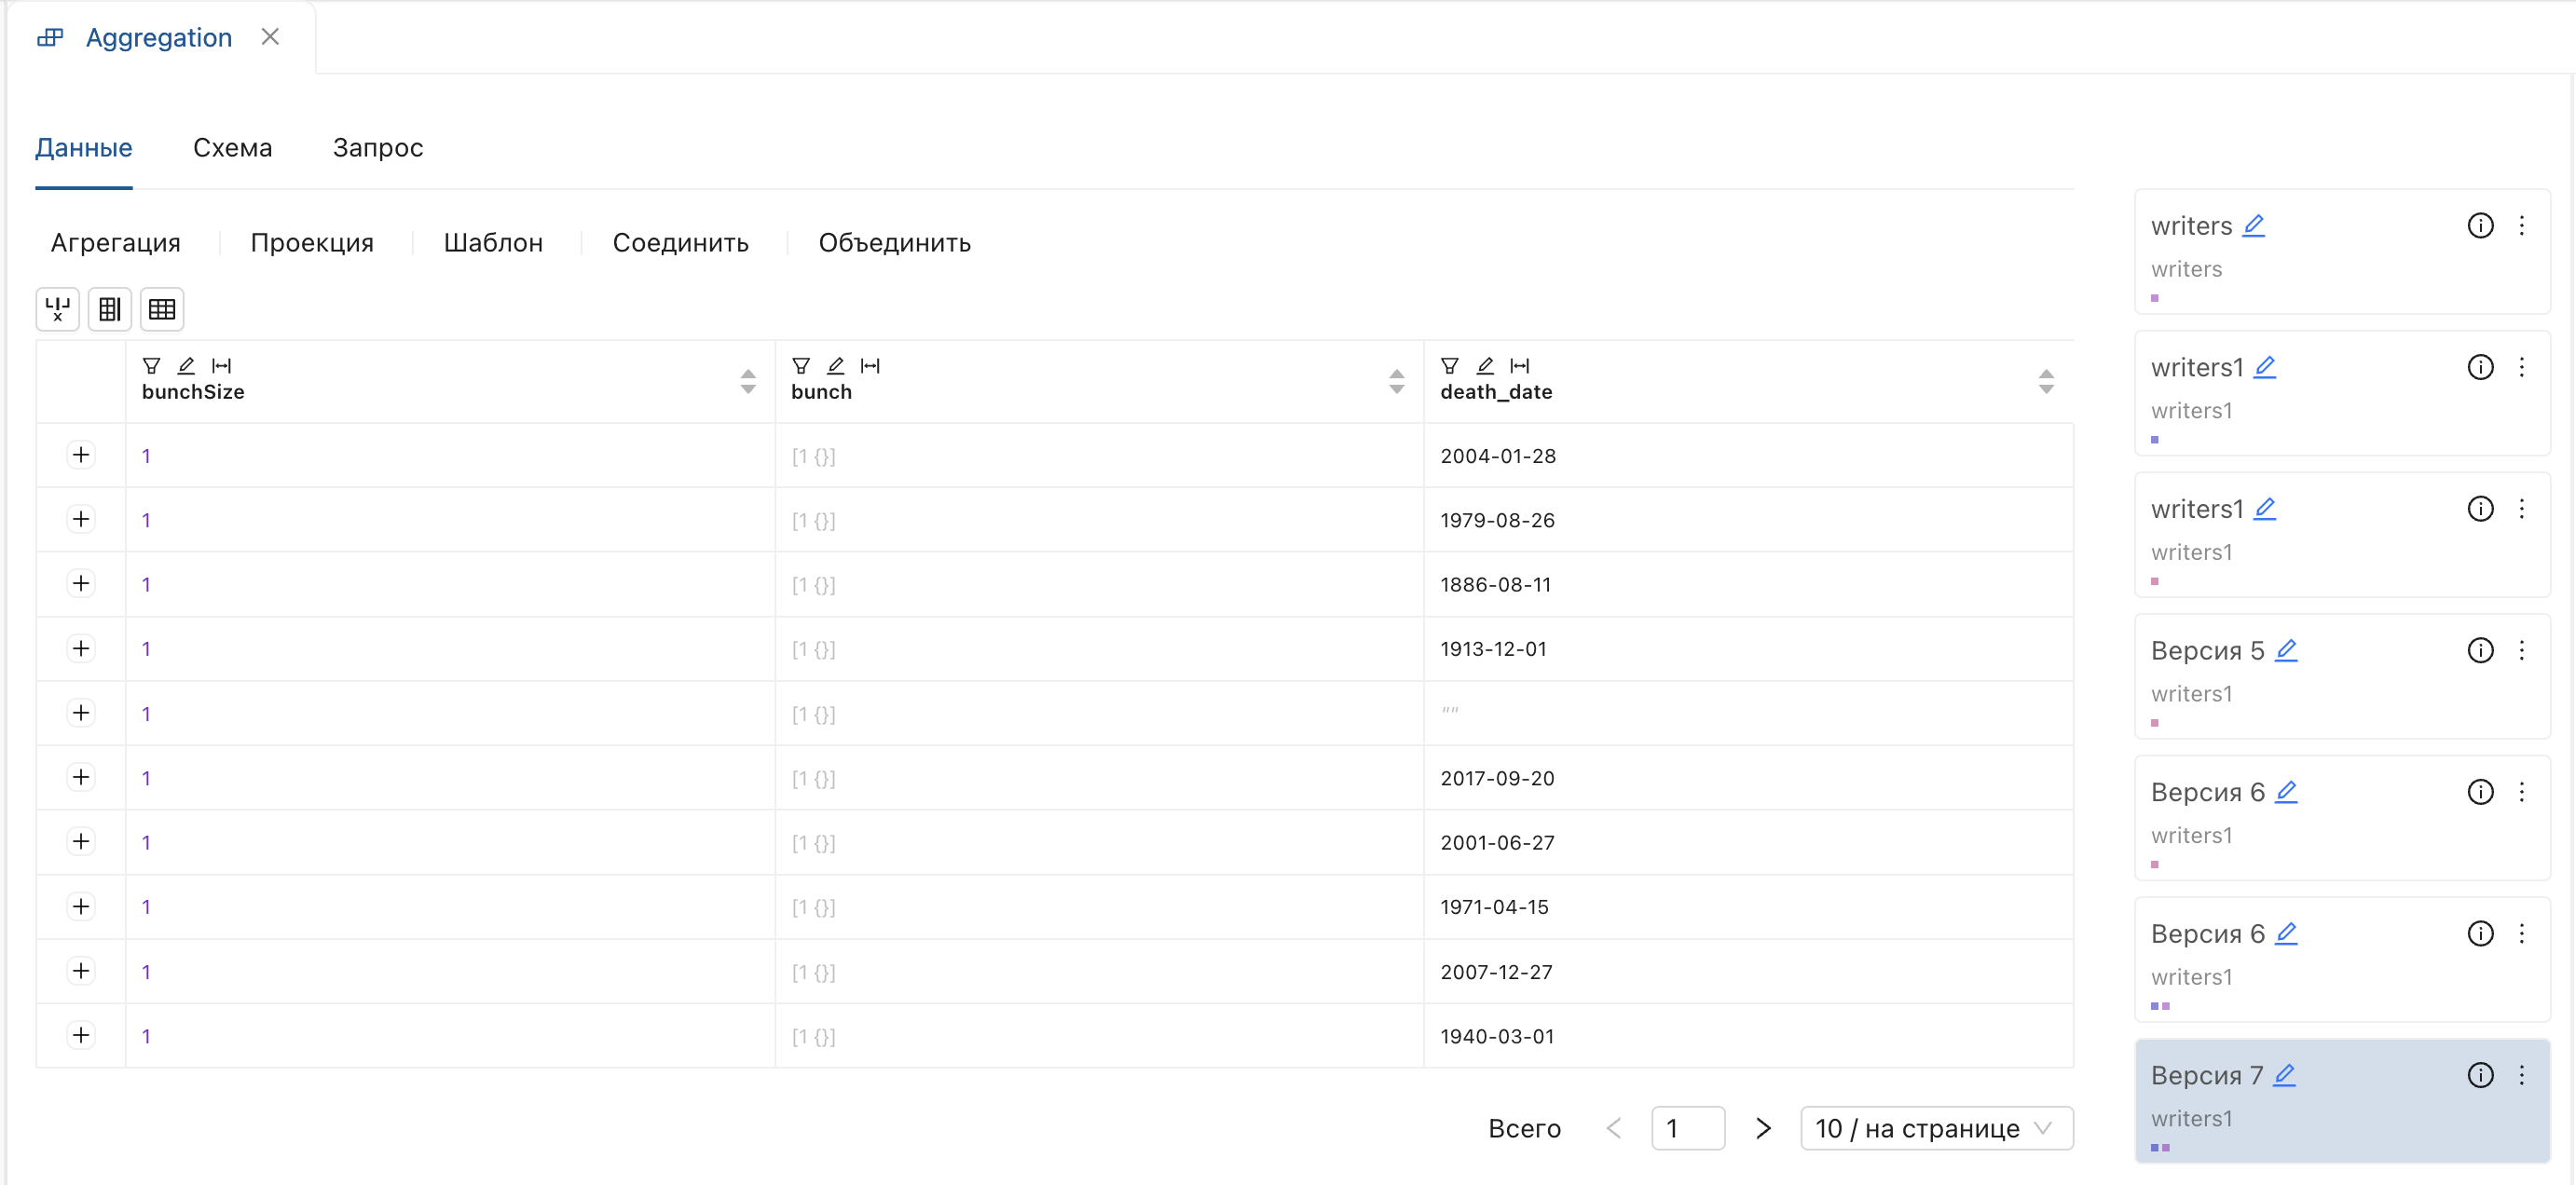 Aggregation
Данные Схема Запрос
Агрегация Проекция Шаблон Соединить Объединить
bunchSize bunch death_date
1 [1 {}] 2004-01-28
1 [1 {}] 1979-08-26
1 [1 {}] 1886-08-11
1 [1 {}] 1913-12-01
1 [1 {}] ""
1 [1 {}] 2017-09-20
1 [1 {}] 2001-06-27
1 [1 {}] 1971-04-15
1 [1 {}] 2007-12-27
1 [1 {}] 1940-03-01
Всего 1 10 / на странице
writers
writers
writers1
writers1
writers1
writers1
Версия 5
writers1
Версия 6
writers1
Версия 6
writers1
Версия 7
writers1